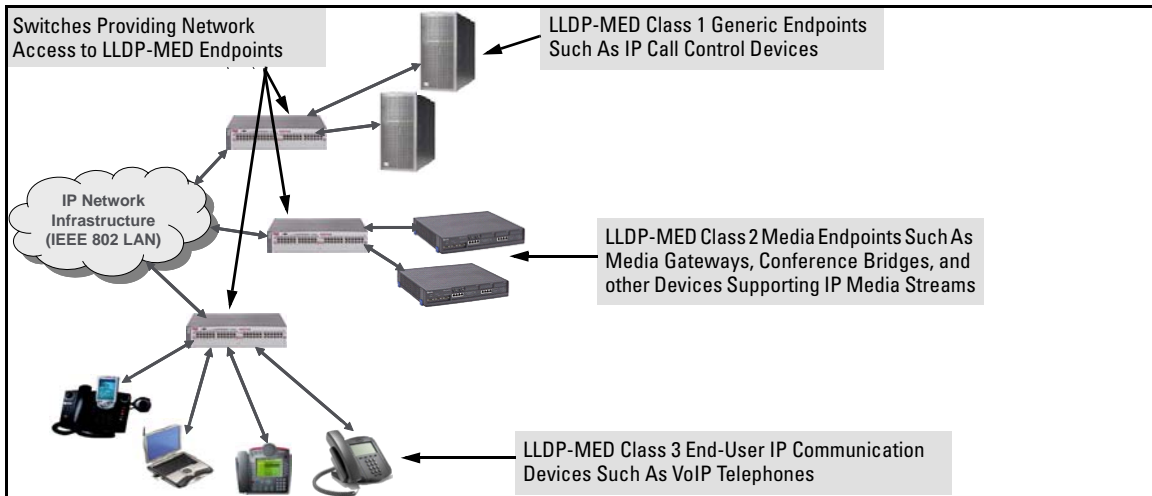 Switches Providing Network
Access to LLDP-MED Endpoints
LLDP-MED Class 1 Generic Endpoints
Such As IP Call Control Devices
IP Network
Infrastructure
(IEEE 802 LAN)
LLDP-MED Class 2 Media Endpoints Such As
Media Gateways, Conference Bridges, and
other Devices Supporting IP Media Streams
LLDP-MED Class 3 End-User IP Communication
Devices Such As VoIP Telephones